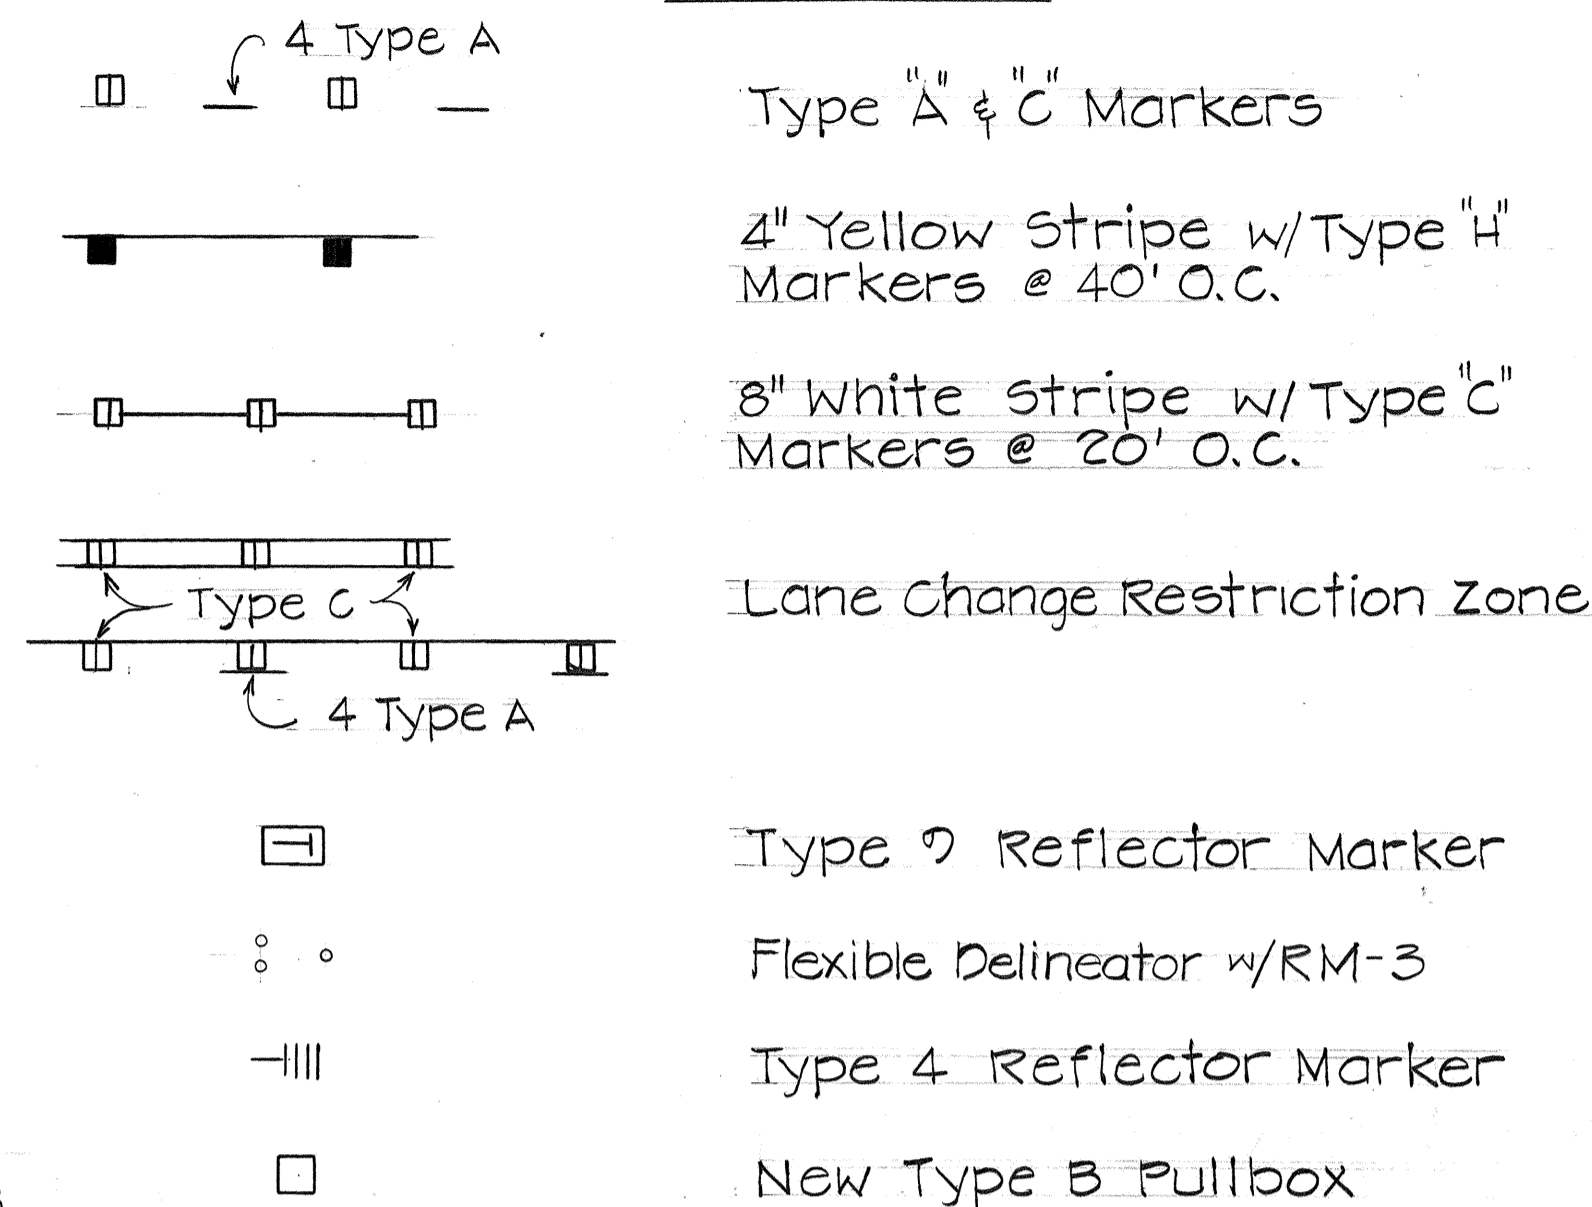 4 Type A
Type "A" & "C" Markers
4" Yellow Stripe w/Type "H"
Markers @ 40' O.C.
8" White Stripe w/Type "C"
Markers @ 20' O.C.
Type C
Lane Change Restriction Zone
4 Type A
Type Reflector Marker
Flexible Delineator w/RM-3
Type 4 Reflector Marker
New Type B Pullbox